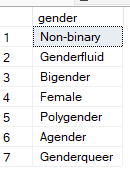 gender
1 Non-binary
2 Genderfluid
3 Bigender
4 Female
5 Polygender
6 Agender
7 Genderqueer